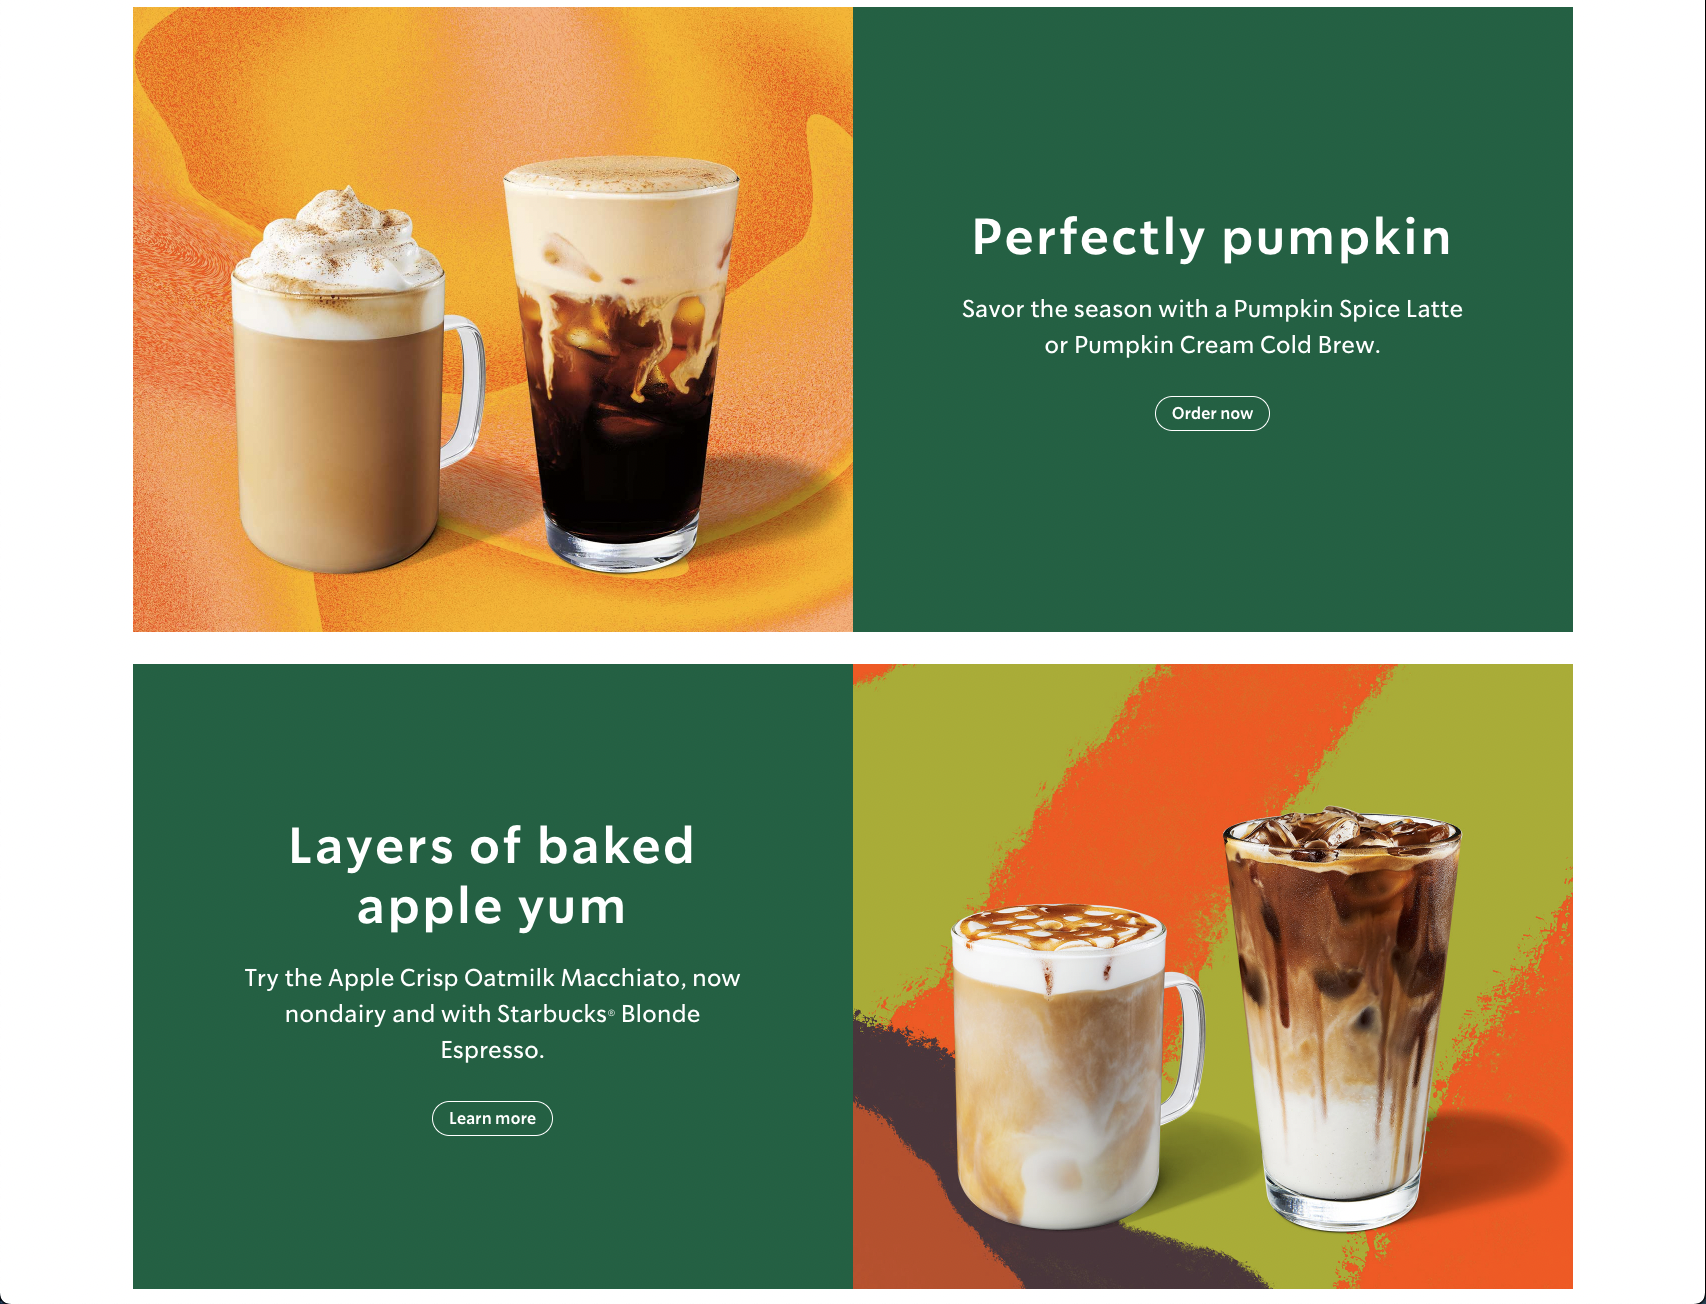 Perfectly pumpkin
Savor the season with a Pumpkin Spice Latte
or Pumpkin Cream Cold Brew.
Order now
Layers of baked
apple yum
Try the Apple Crisp Oatmilk Macchiato, now
nondairy and with Starbucks® Blonde
Espresso.
Learn more